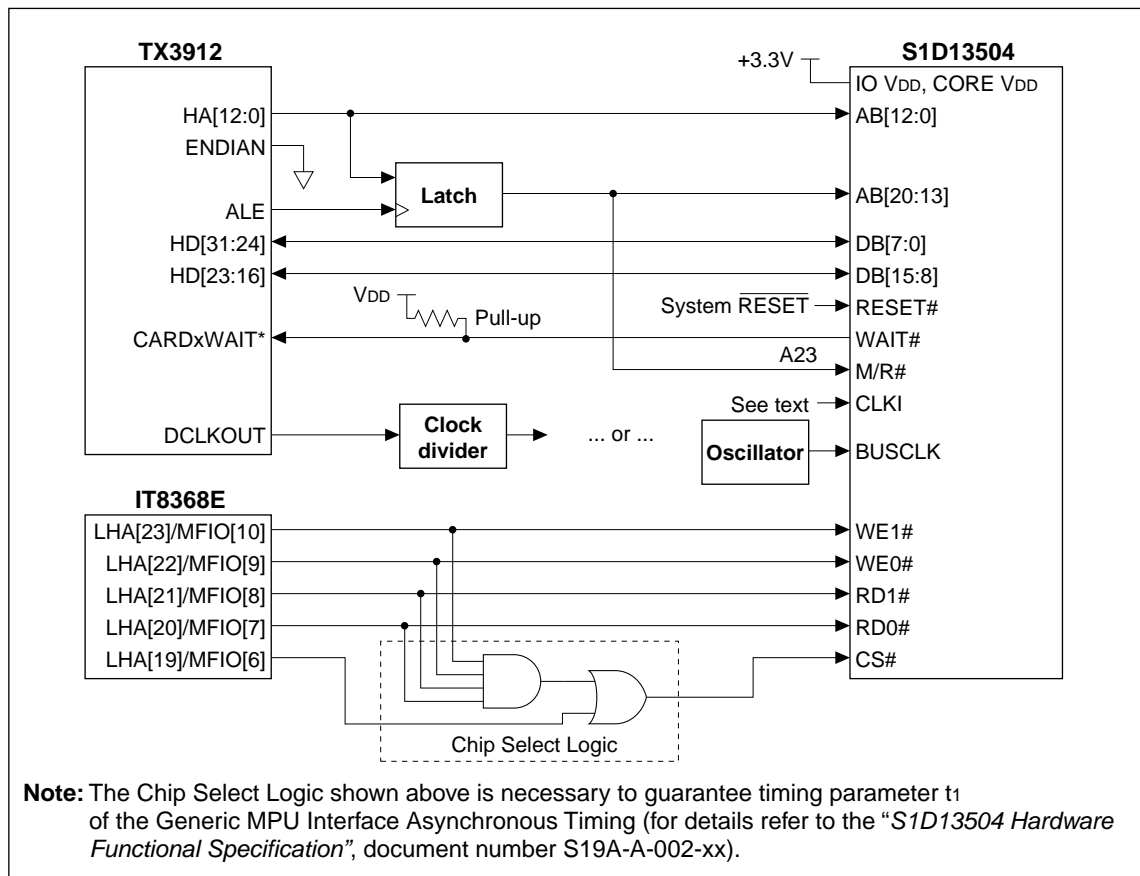 TX3912
S1D13504
+3.3V
IO VDD, CORE VDD
HA[12:0]
AB[12:0]
ENDIAN
Latch
AB[20:13]
ALE
HD[31:24]
DB[7:0]
HD[23:16]
DB[15:8]
VDD
Pull-up
System RESET
RESET#
CARDxWAIT*
WAIT#
A23
M/R#
See text
CLKI
DCLKOUT
Clock
divider
... or ...
Oscillator
BUSCLK
IT8368E
LHA[23]/MFIO[10]
WE1#
LHA[22]/MFIO[9]
WE0#
LHA[21]/MFIO[8]
RD1#
LHA[20]/MFIO[7]
RD0#
LHA[19]/MFIO[6]
CS#
Chip Select Logic
Note: The Chip Select Logic shown above is necessary to guarantee timing parameter t1
of the Generic MPU Interface Asynchronous Timing (for details refer to the “S1D13504 Hardware
Functional Specification”, document number S19A-A-002-xx).